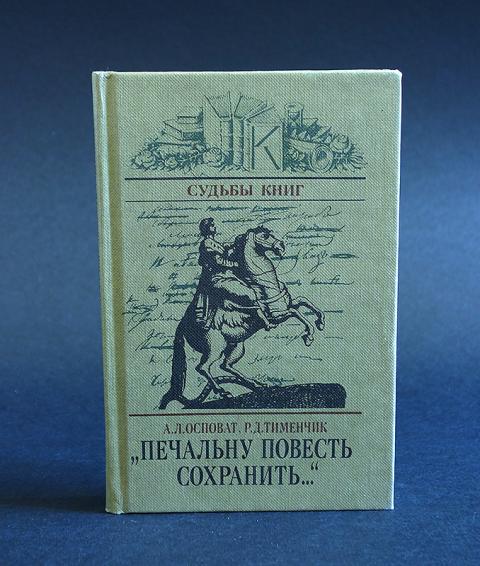 К
СУДЬБЫ КНИГ
А.Л.ОСПОВАТ, Р.Д.ТИМЕНЧИК
„ПЕЧАЛЬНУ ПОВЕСТЬ
СОХРАНИТЬ...“